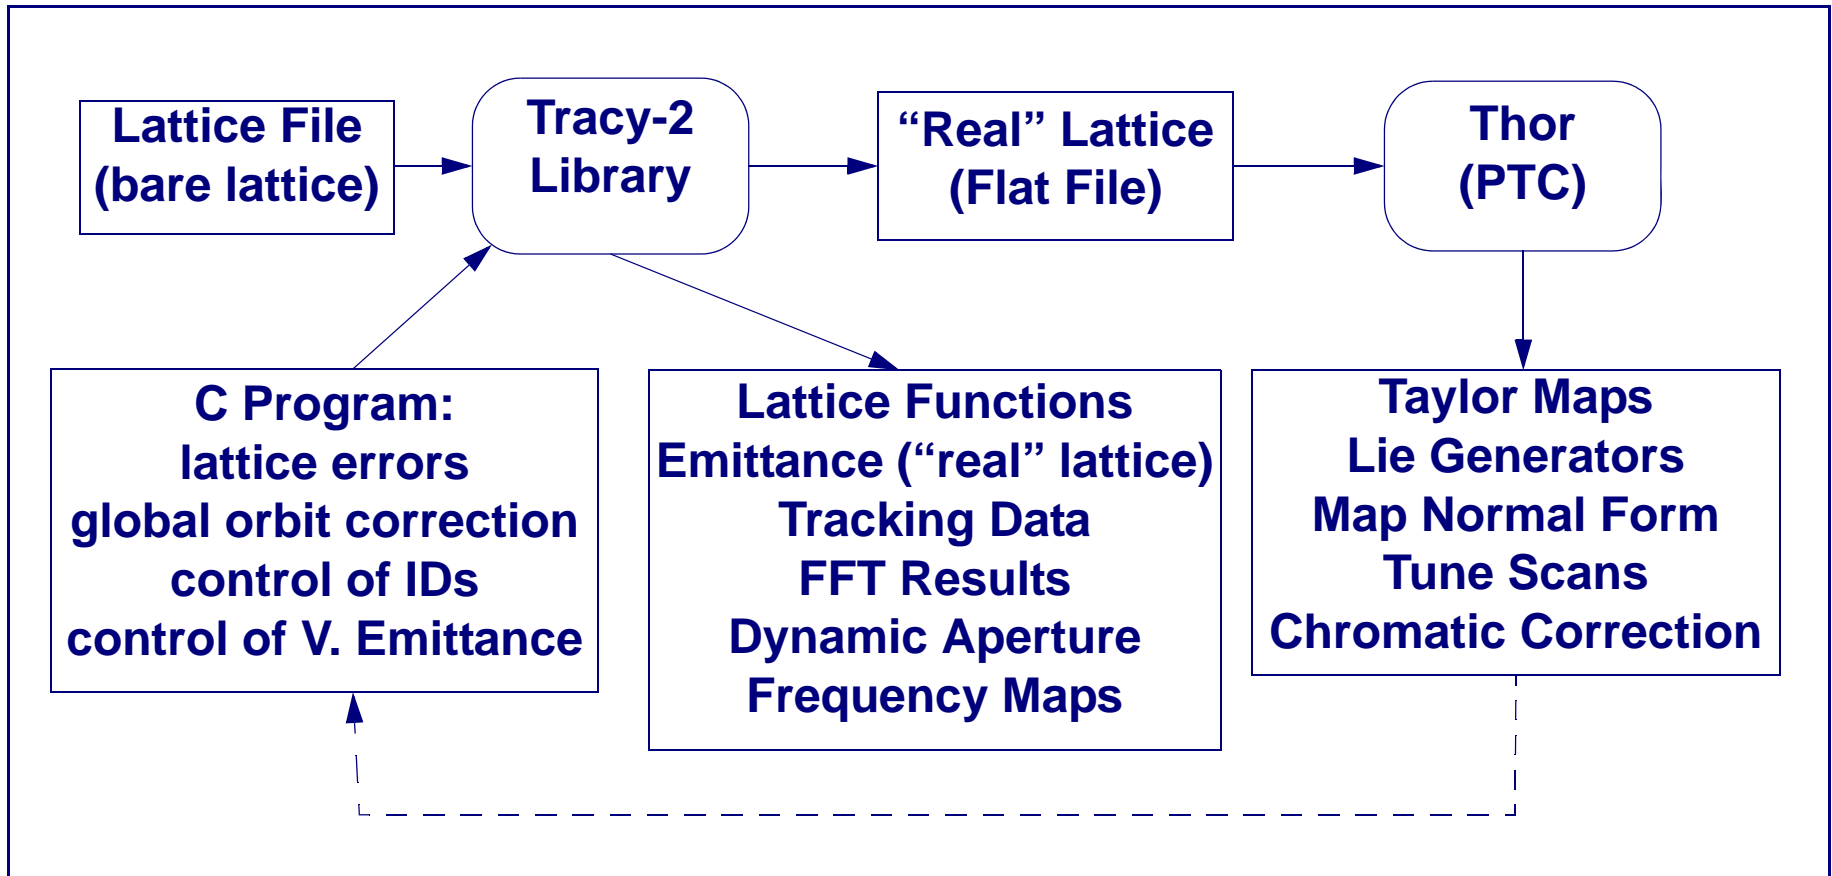 Lattice File
(bare lattice)
Tracy-2
Library
“Real” Lattice
(Flat File)
Thor
(PTC)
C Program:
lattice errors
global orbit correction
control of IDs
control of V. Emittance
Lattice Functions
Emittance (“real” lattice)
Tracking Data
FFT Results
Dynamic Aperture
Frequency Maps
Taylor Maps
Lie Generators
Map Normal Form
Tune Scans
Chromatic Correction